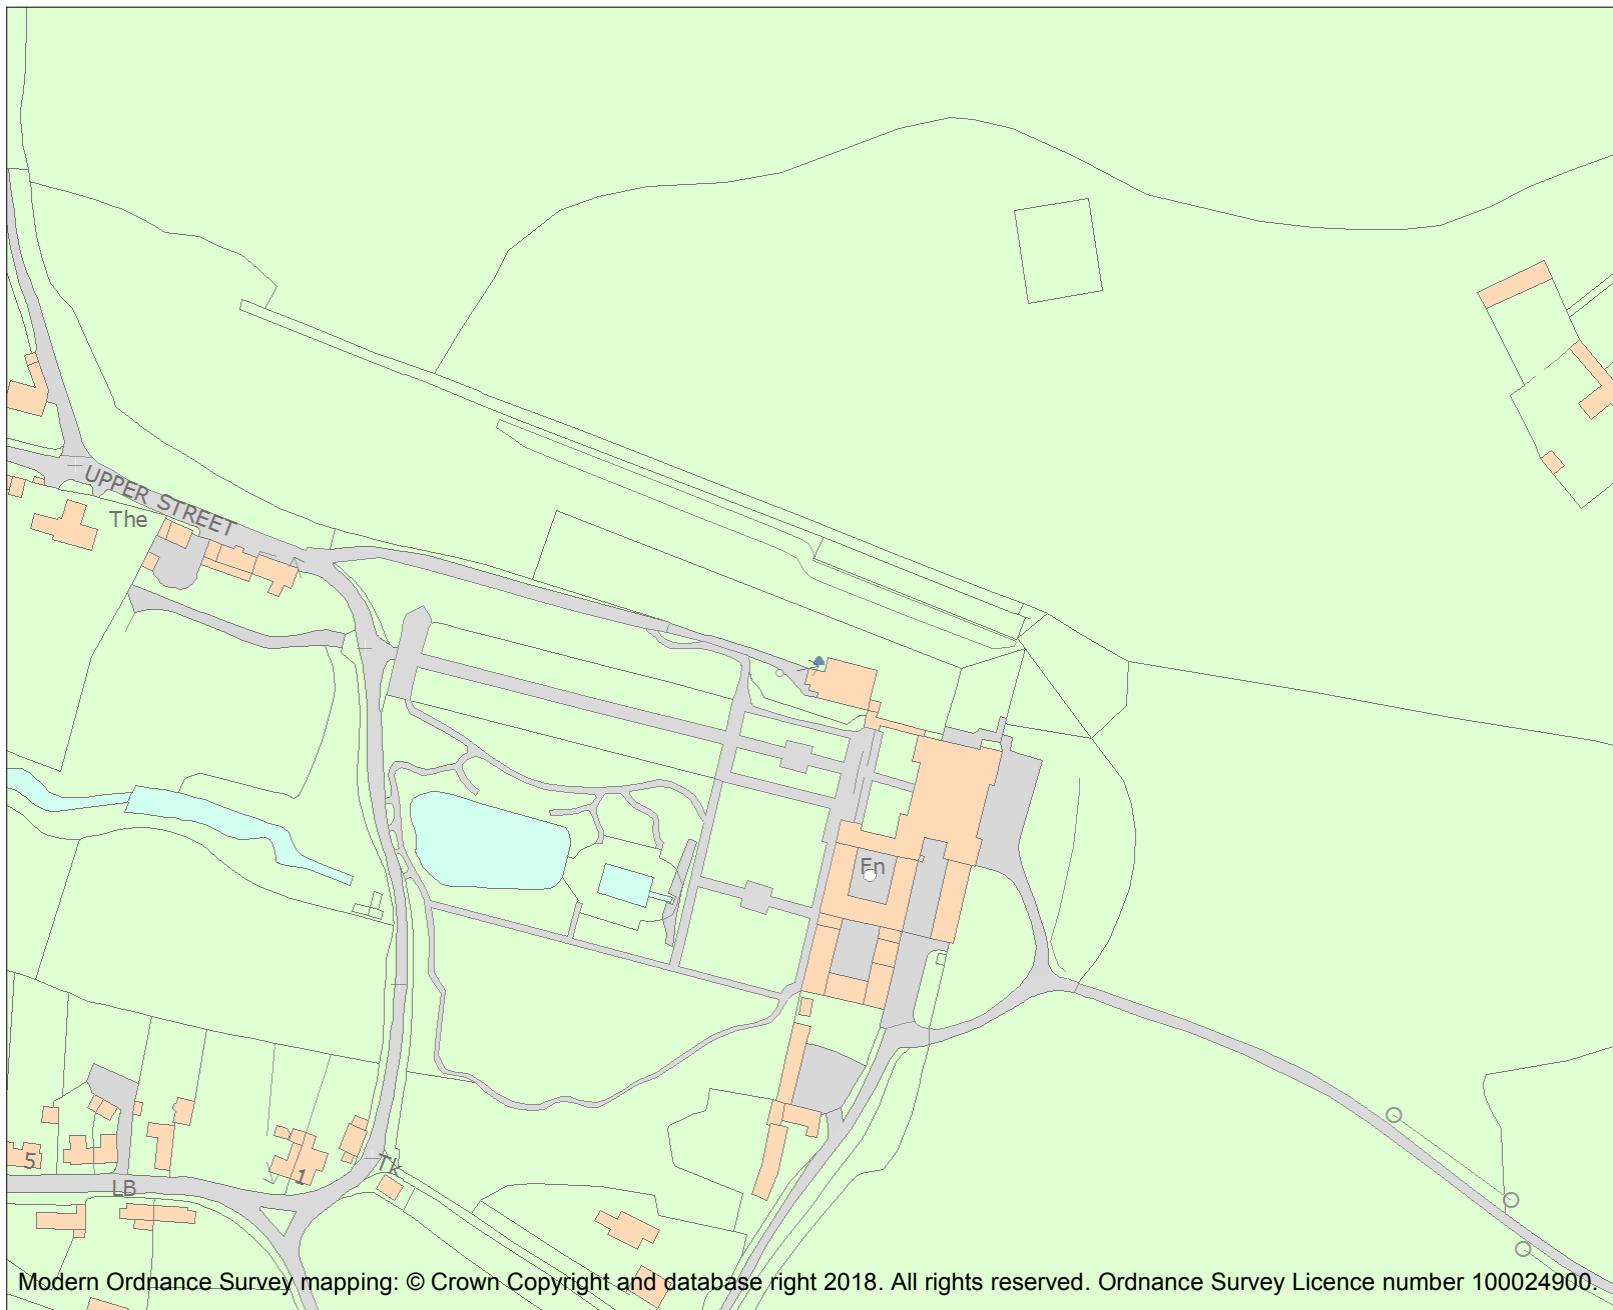 UPPER STREET
The
Fn
5
1
Tk
LB
Modern Ordnance Survey mapping: © Crown Copyright and database right 2018. All rights reserved. Ordnance Survey Licence number 100024900.